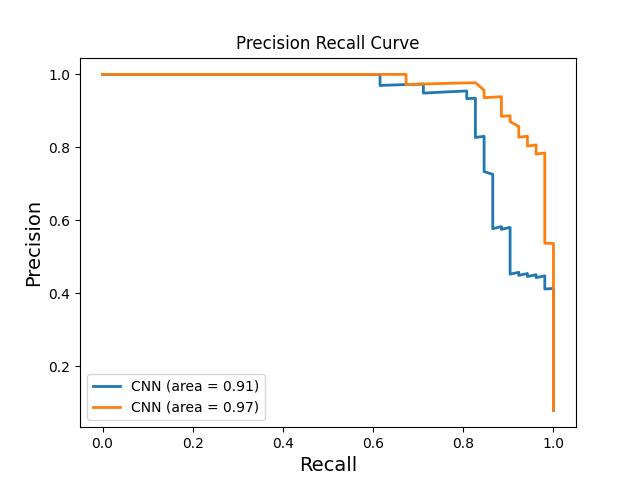 Precision Recall Curve
1.0
0.8
0.6
0.4
0.2
Precision
CNN (area = 0.91)
CNN (area = 0.97)
0.0 0.2 0.4 0.6 0.8 1.0
Recall